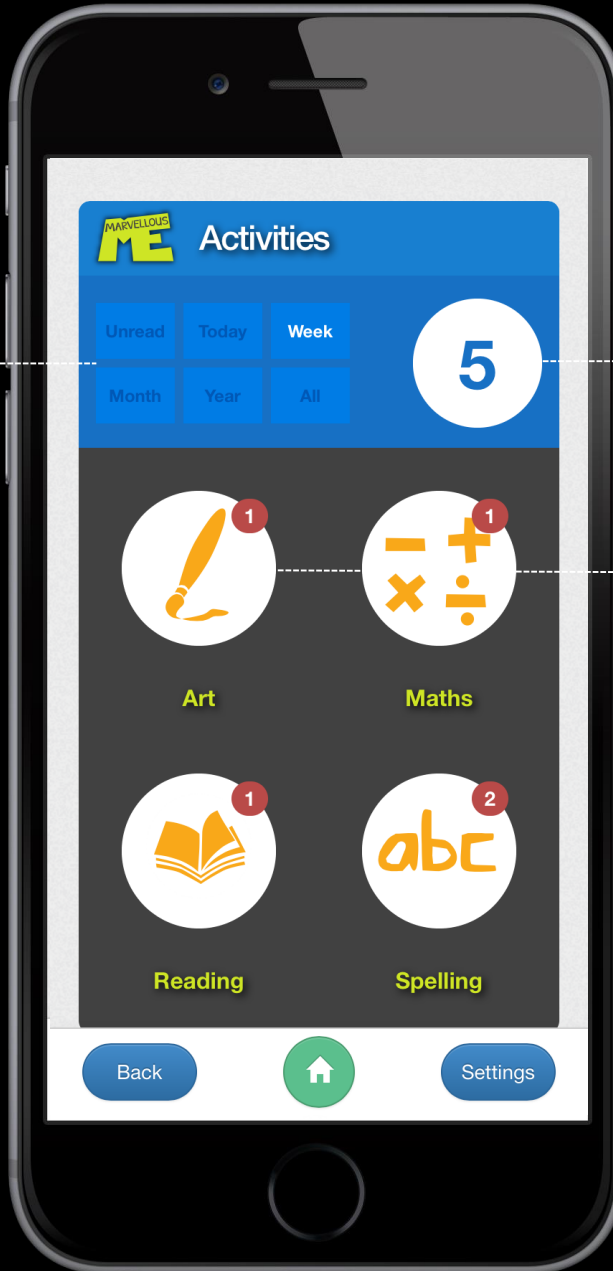 MARVELLOUS
ME
Activities
Unread Today Week
Month Year All
5
1 1
Art Maths
1 2
abc
Reading Spelling
Back Settings